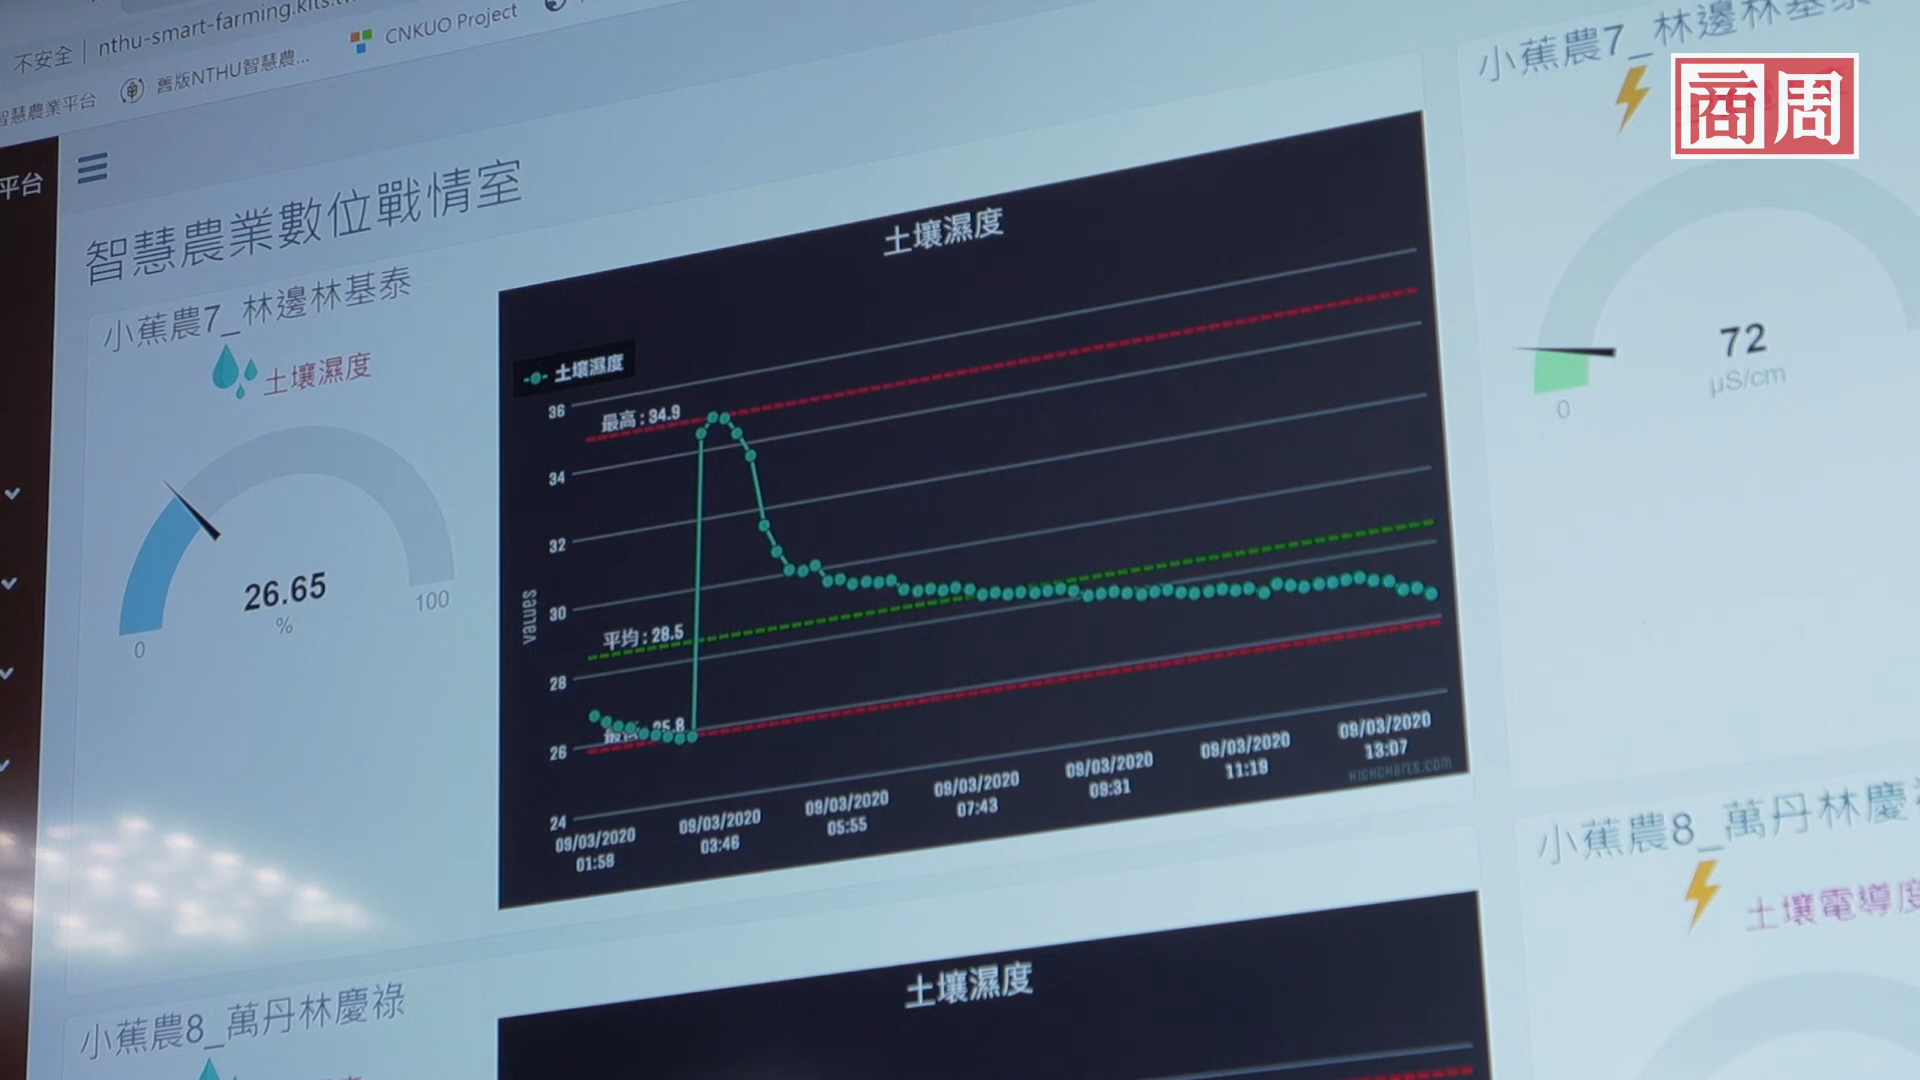 不安全 | nthu-smart-farming.kits.tw
智慧農業平台
舊版NTHU智慧農...
CNKUO Project
平台
智慧農業數位戰情室
小蕉農7_林邊林基泰
土壤濕度
26.65
%
0
100
土壤濕度
土壤濕度
最高 : 34.9
平均 : 28.5
25.8
values
36
34
32
30
28
26
24
09/03/2020 01:58
09/03/2020 03:46
09/03/2020 05:55
09/03/2020 07:43
09/03/2020 09:31
09/03/2020 11:19
09/03/2020 13:07
HIGHCHARTS.COM
小蕉農7_林邊林基泰
商周
72
µS/cm
0
小蕉農8_萬丹林慶祿
土壤濕度
小蕉農8_萬丹林慶
土壤電導度